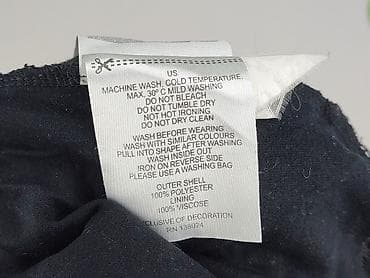 US
MACHINE WASH, COLD TEMPERATURE
MAX. 30°C MILD WASHING
DO NOT BLEACH
DO NOT TUMBLE DRY
NOT HOT IRONING
DO NOT DRY CLEAN
WASH BEFORE WEARING
WASH WITH SIMILAR COLOURS
PULL INTO SHAPE AFTER WASHING
WASH INSIDE OUT
IRON ON REVERSE SIDE
PLEASE USE A WASHING BAG
OUTER SHELL
100% POLYESTER
LINING
100% VISCOSE
OF DECORATION
RN 138024